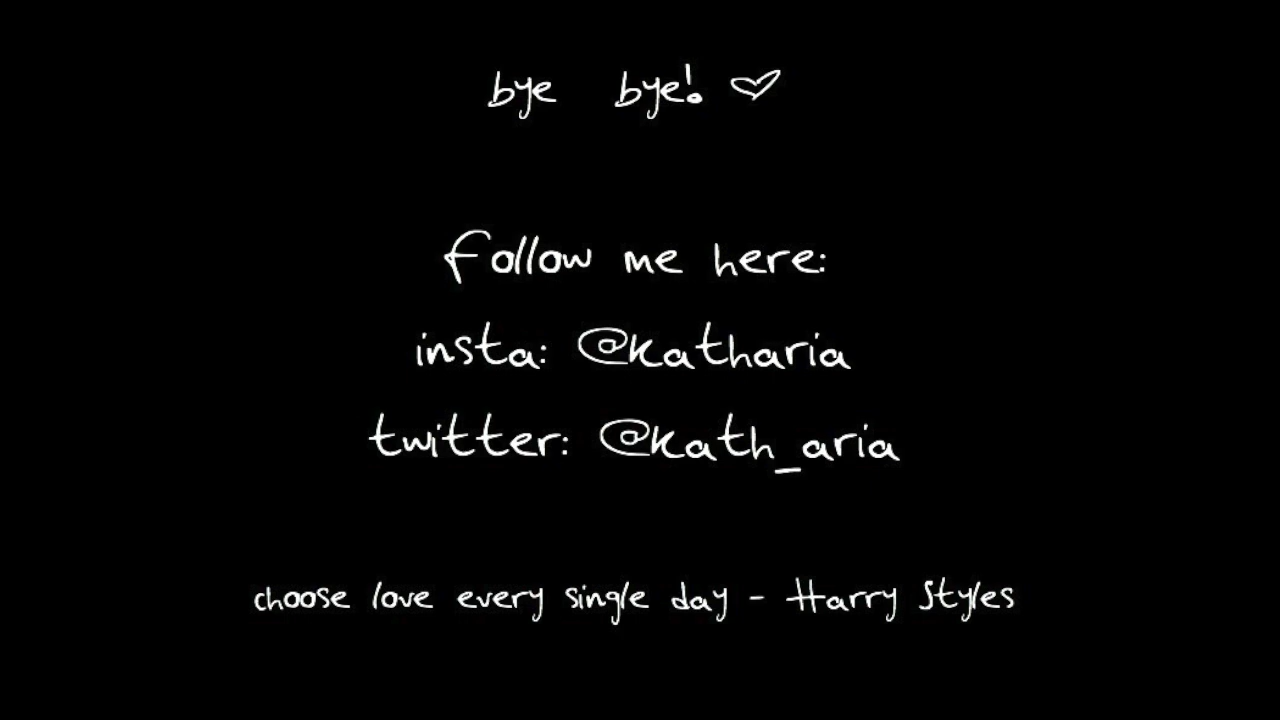 bye bye! ♡
follow me here:
insta: @katharia
twitter: @kath_aria
choose love every single day - Harry Styles